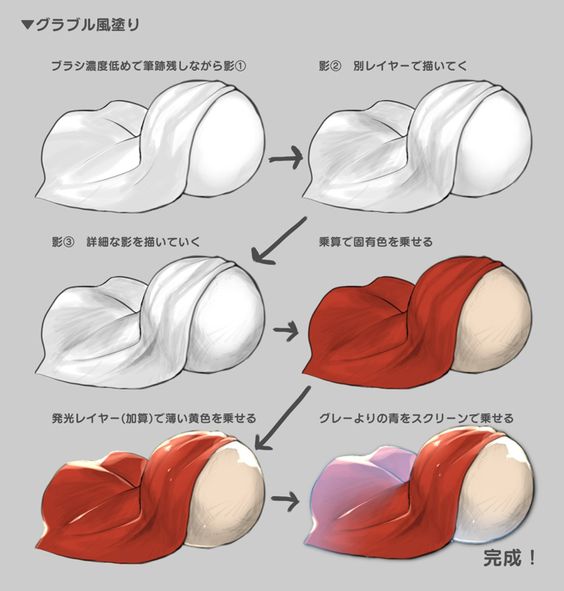 ▼グラブル風塗り
ブラシ濃度低めで筆跡残しながら影①
影②　別レイヤーで描いてく
影③　詳細な影を描いていく
乗算で固有色を乗せる
発光レイヤー(加算)で薄い黄色を乗せる
グレーよりの青をスクリーンで乗せる
完成！